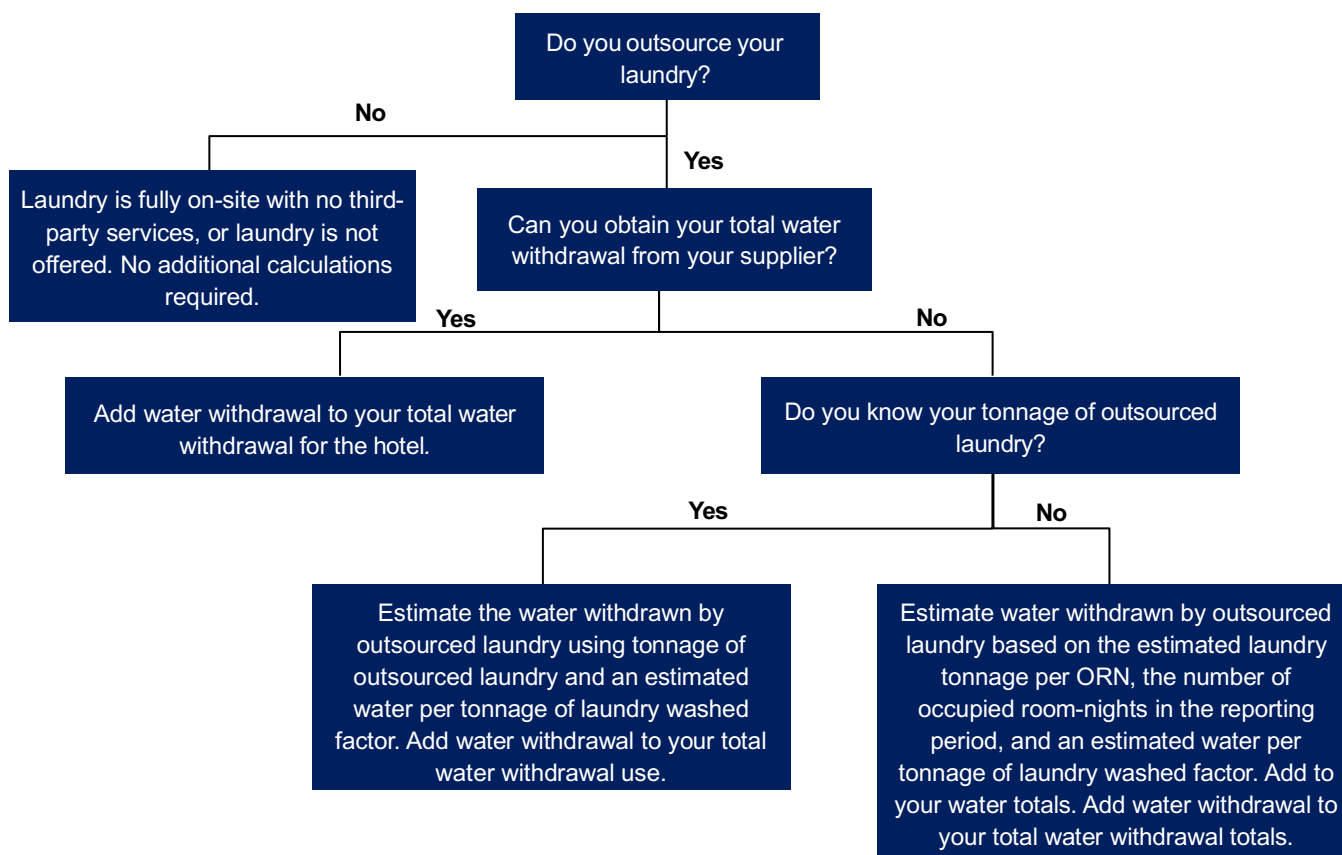 Do you outsource your
laundry?
No
Yes
Laundry is fully on-site with no third-
party services, or laundry is not
offered. No additional calculations
required.
Can you obtain your total water
withdrawal from your supplier?
Yes
No
Add water withdrawal to your total water
withdrawal for the hotel.
Do you know your tonnage of outsourced
laundry?
Yes
No
Estimate the water withdrawn by
outsourced laundry using tonnage of
outsourced laundry and an estimated
water per tonnage of laundry washed
factor. Add water withdrawal to your total
water withdrawal use.
Estimate water withdrawn by outsourced
laundry based on the estimated laundry
tonnage per ORN, the number of
occupied room-nights in the reporting
period, and an estimated water per
tonnage of laundry washed factor. Add to
your water totals. Add water withdrawal to
your total water withdrawal totals.